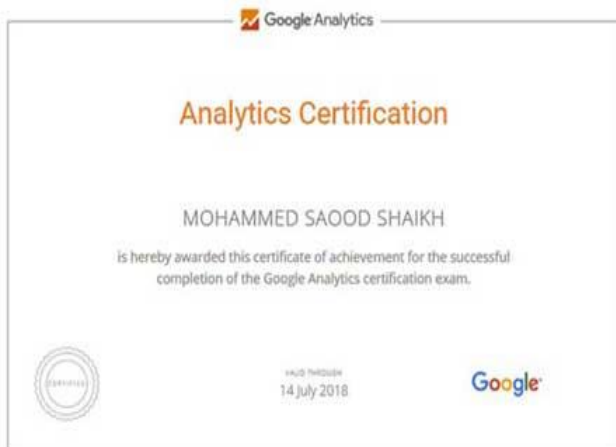 Google Analytics
Analytics Certification
MOHAMMED SAOOD SHAIKH
is hereby awarded this certificate of achievement for the successful
completion of the Google Analytics certification exam.
CERTIFIED
VALID THROUGH
14 July 2018
Google